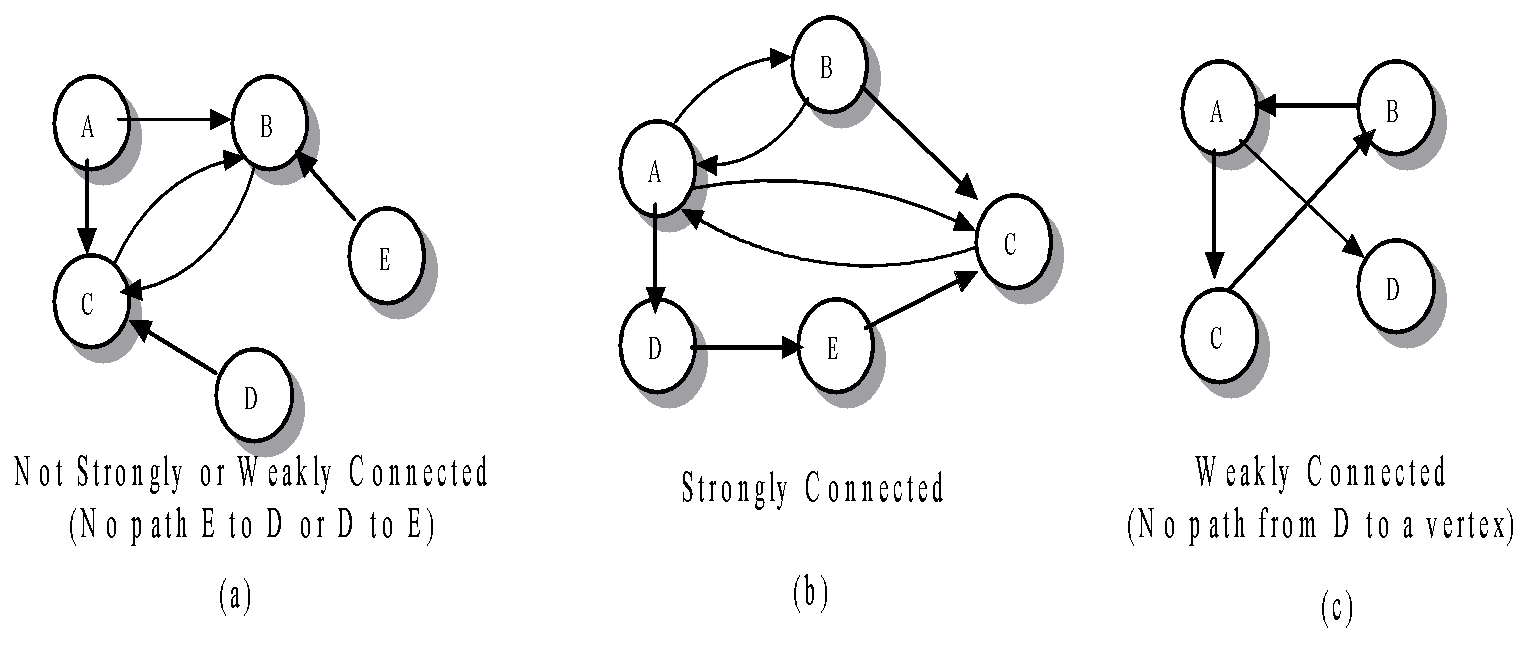 A
B
C
D
E
Not Strongly or Weakly Connected
(No path E to D or D to E)
(a)
A
B
C
D
E
Strongly Connected
(b)
A
B
C
D
Weakly Connected
(No path from D to a vertex)
(c)